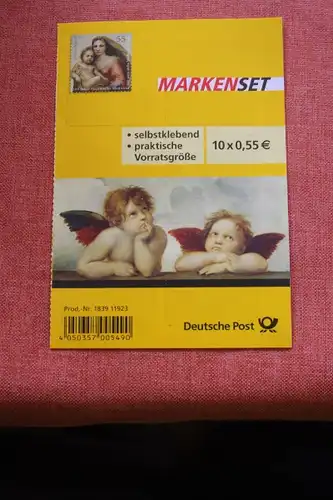 55
MARKENSET
• selbstklebend
• praktische
Vorratsgröße
10 x 0,55 €
Prod.-Nr. 1839 11923
4 050357 005490
Deutsche Post